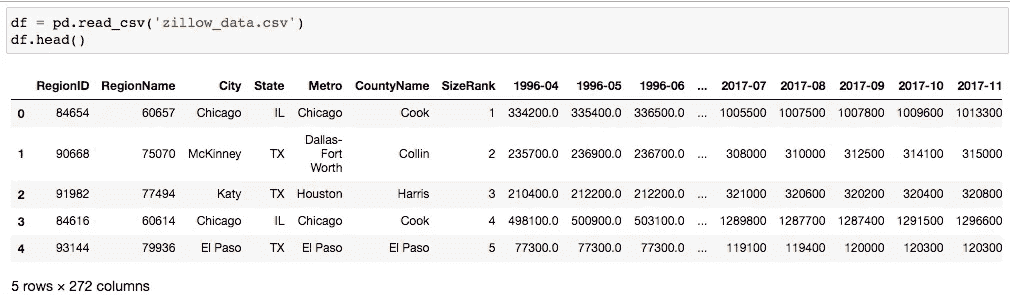 df = pd.read_csv('zillow_data.csv')
df.head()
RegionID RegionName City State Metro CountyName SizeRank 1996-04 1996-05 1996-06 ... 2017-07 2017-08 2017-09 2017-10 2017-11
0 84654 60657 Chicago IL Chicago Cook 1 334200.0 335400.0 336500.0 ... 1005500 1007500 1007800 1009600 1013300
1 90668 75070 McKinney TX Dallas-Fort Worth Collin 2 235700.0 236900.0 236700.0 ... 308000 310000 312500 314100 315000
2 91982 77494 Katy TX Houston Harris 3 210400.0 212200.0 212200.0 ... 321000 320600 320200 320400 320800
3 84616 60614 Chicago IL Chicago Cook 4 498100.0 500900.0 503100.0 ... 1289800 1287700 1287400 1291500 1296600
4 93144 79936 El Paso TX El Paso El Paso 5 77300.0 77300.0 77300.0 ... 119100 119400 120000 120300 120300
5 rows × 272 columns